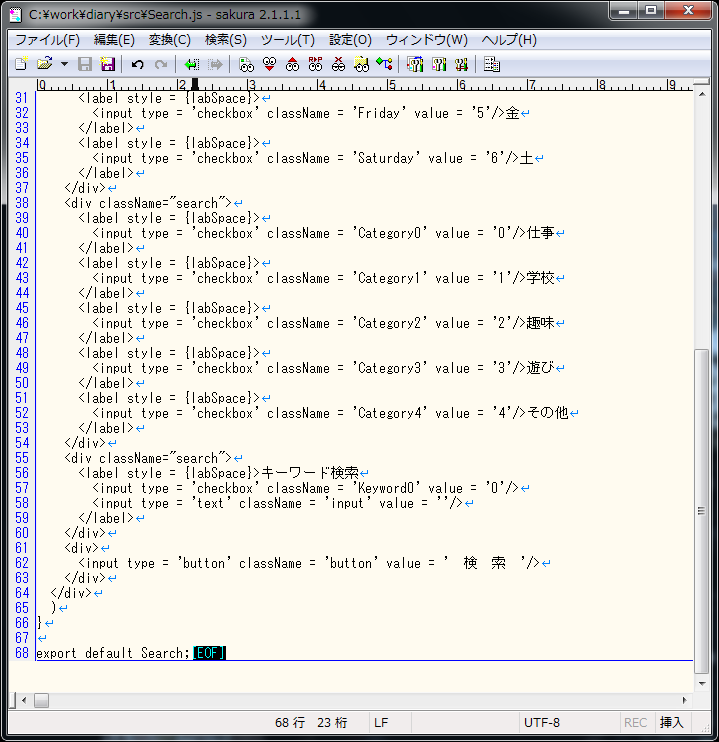 C:¥work¥diary¥src¥Search.js - sakura 2.1.1.1
ファイル(F) 編集(E) 変換(C) 検索(S) ツール(T) 設定(O) ウィンドウ(W) ヘルプ(H)
0 1 2 3 4 5 6 7 8 9
31 <label style = {labSpace}>↵
32 <input type = 'checkbox' className = 'Friday' value = '5'/>金↵
33 </label>↵
34 <label style = {labSpace}>↵
35 <input type = 'checkbox' className = 'Saturday' value = '6'/>土↵
36 </label>↵
37 </div>↵
38 <div className="search">↵
39 <label style = {labSpace}>↵
40 <input type = 'checkbox' className = 'Category0' value = '0'/>仕事↵
41 </label>↵
42 <label style = {labSpace}>↵
43 <input type = 'checkbox' className = 'Category1' value = '1'/>学校↵
44 </label>↵
45 <label style = {labSpace}>↵
46 <input type = 'checkbox' className = 'Category2' value = '2'/>趣味↵
47 </label>↵
48 <label style = {labSpace}>↵
49 <input type = 'checkbox' className = 'Category3' value = '3'/>遊び↵
50 </label>↵
51 <label style = {labSpace}>↵
52 <input type = 'checkbox' className = 'Category4' value = '4'/>その他↵
53 </label>↵
54 </div>↵
55 <div className="search">↵
56 <label style = {labSpace}>キーワード検索↵
57 <input type = 'checkbox' className = 'Keyword0' value = '0'/>↵
58 <input type = 'text' className = 'input' value = ''/>↵
59 </label>↵
60 </div>↵
61 <div>↵
62 <input type = 'button' className = 'button' value = '　検　索　'/>↵
63 </div>↵
64 </div>↵
65 )↵
66 }↵
67 ↵
68 export default Search;[EOF]
68 行 23 桁 LF UTF-8 REC 挿入